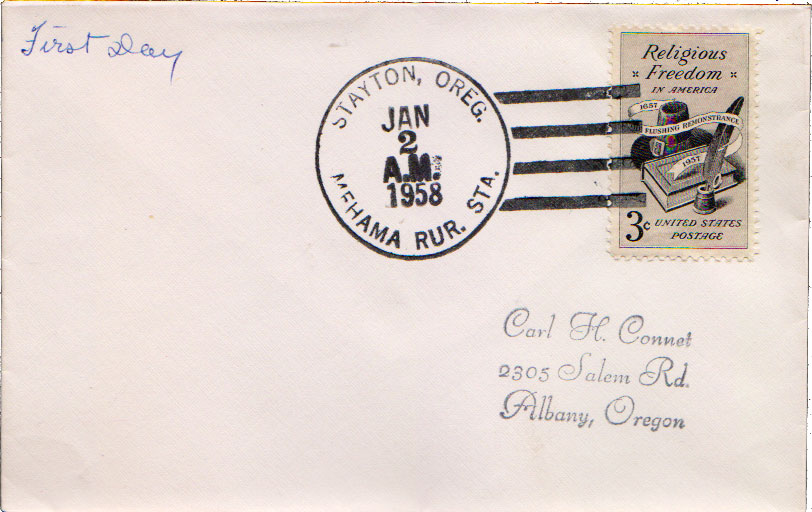 First Day
STAYTON, OREG.
JAN
2
A.M.
1958
MEHAMA RUR. STA.
Religious
Freedom
IN AMERICA
1657
FLUSHING REMONSTRANCE
1957
3¢ UNITED STATES
POSTAGE
Carl H. Connet
2305 Salem Rd.
Albany, Oregon